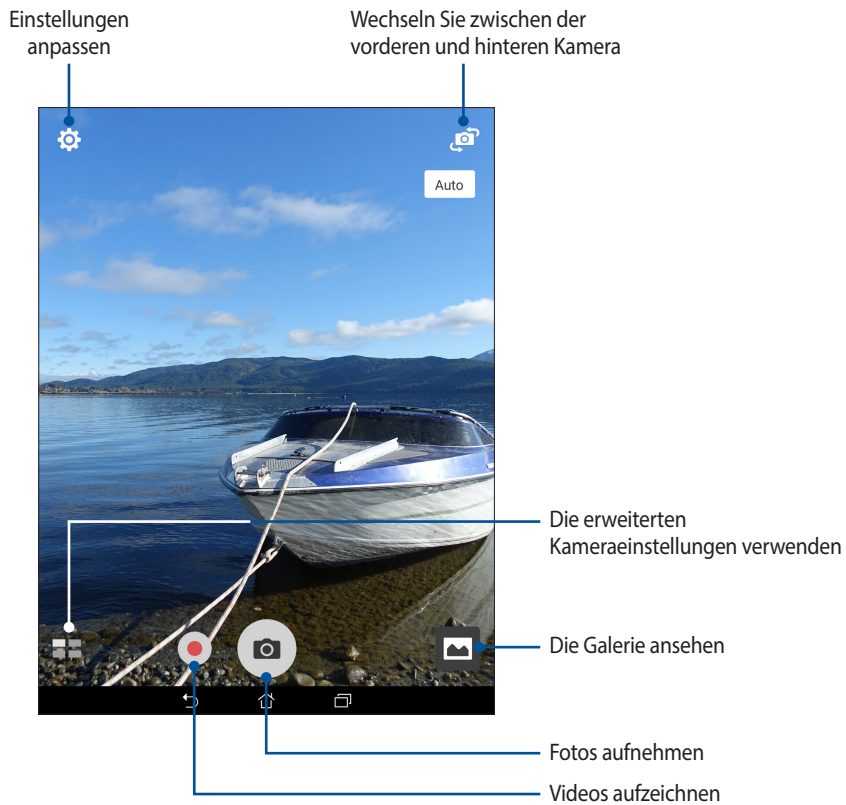 Einstellungen
anpassen
Wechseln Sie zwischen der
vorderen und hinteren Kamera
Auto
Die erweiterten
Kameraeinstellungen verwenden
Die Galerie ansehen
Fotos aufnehmen
Videos aufzeichnen